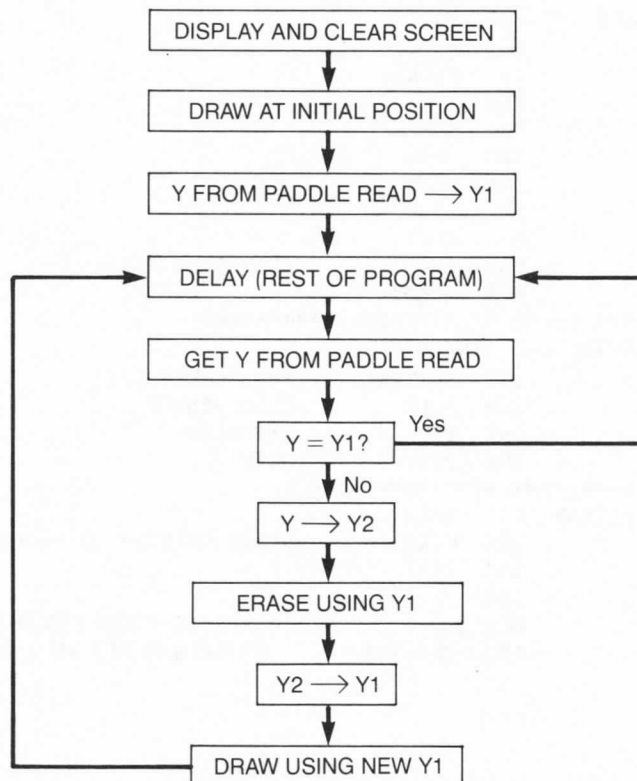 DISPLAY AND CLEAR SCREEN
DRAW AT INITIAL POSITION
Y FROM PADDLE READ → Y1
DELAY (REST OF PROGRAM)
GET Y FROM PADDLE READ
Y = Y1?
Yes
No
Y → Y2
ERASE USING Y1
Y2 → Y1
DRAW USING NEW Y1